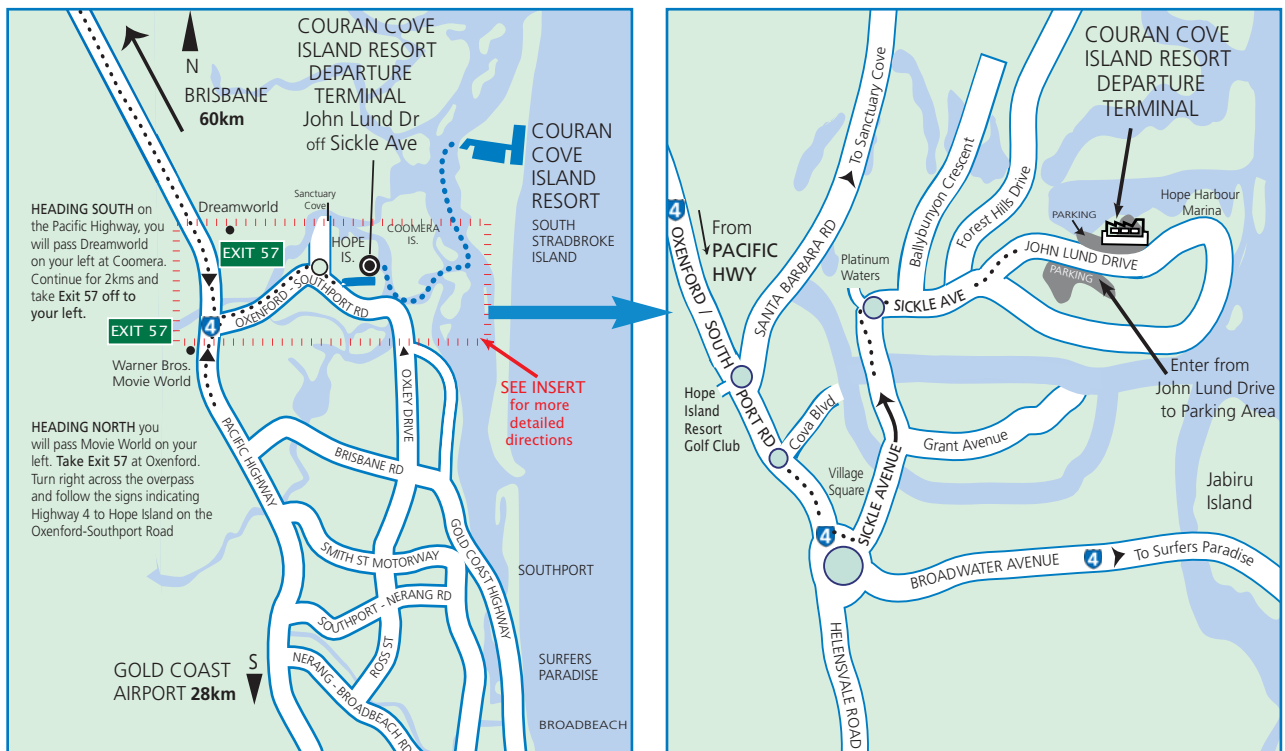 N
BRISBANE
60km
COURAN COVE
ISLAND RESORT
DEPARTURE
TERMINAL
John Lund Dr
off Sickle Ave
COURAN
COVE
ISLAND
RESORT
SOUTH
STRADBROKE
ISLAND
HEADING SOUTH on
the Pacific Highway, you
will pass Dreamworld
on your left at Coomera.
Continue for 2kms and
take Exit 57 off to
your left.
Dreamworld
Sanctuary
Cove
EXIT 57
HOPE
IS.
COOMERA
IS.
OXENFORD - SOUTHPORT RD
EXIT 57
4
Warner Bros.
Movie World
SEE INSERT
for more
detailed
directions
HEADING NORTH you
will pass Movie World on your
left. Take Exit 57 at Oxenford.
Turn right across the overpass
and follow the signs indicating
Highway 4 to Hope Island on the
Oxenford-Southport Road
PACIFIC HIGHWAY
OXLEY DRIVE
BRISBANE RD
SMITH ST MOTORWAY
GOLD COAST HIGHWAY
SOUTHPORT
SOUTHPORT - NERANG RD
ROSS ST
NERANG - BROADBEACH RD
GOLD COAST
AIRPORT 28km
S
SURFERS
PARADISE
BROADBEACH
COURAN COVE
ISLAND RESORT
DEPARTURE
TERMINAL
To Sanctuary Cove
SANTA BARBARA RD
4
OXENFORD / SOUTH PORT RD
From
PACIFIC
HWY
Ballybunyon Crescent
Forest Hills Drive
PARKING
Hope Harbour
Marina
JOHN LUND DRIVE
PARKING
Platinum
Waters
SICKLE AVE
Enter from
John Lund Drive
to Parking Area
Hope
Island
Resort
Golf Club
Cova Blvd
Grant Avenue
Village
Square
SICKLE AVENUE
Jabiru
Island
4
BROADWATER AVENUE
4
To Surfers Paradise
HELENSVALE ROAD